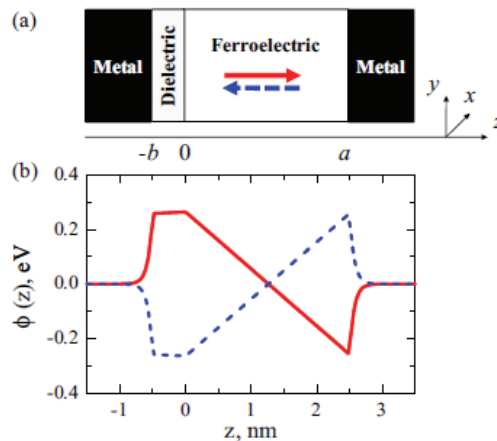 (a)
Metal
Dielectric
Ferroelectric
Metal
y
x
z
-b
0
a
(b)
0.4
0.2
0.0
-0.2
-0.4
ϕ (z), eV
-1
0
1
2
3
z, nm